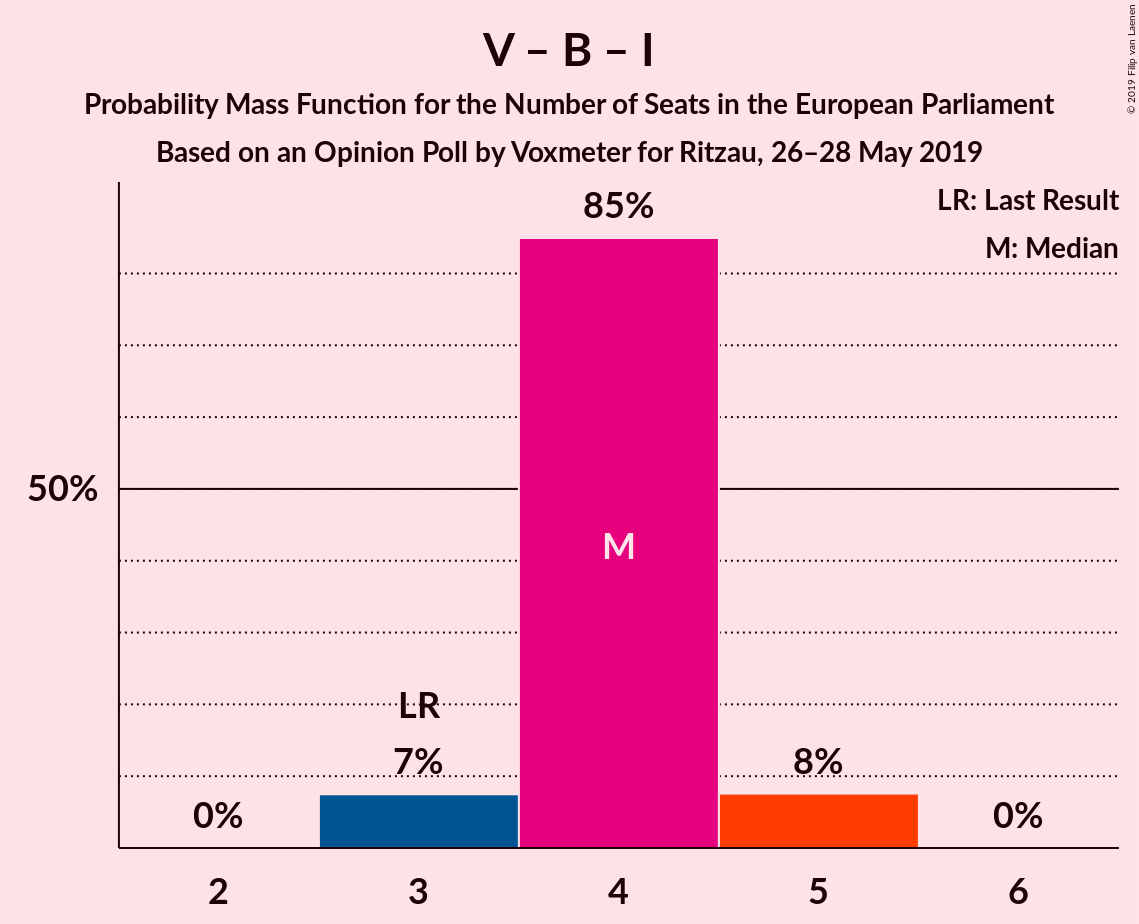 V – B – I
Probability Mass Function for the Number of Seats in the European Parliament
Based on an Opinion Poll by Voxmeter for Ritzau, 26–28 May 2019
© 2019 Filip van Laenen
LR: Last Result
M: Median
85%
50%
M
LR
7%
8%
0%
0%
2
3
4
5
6